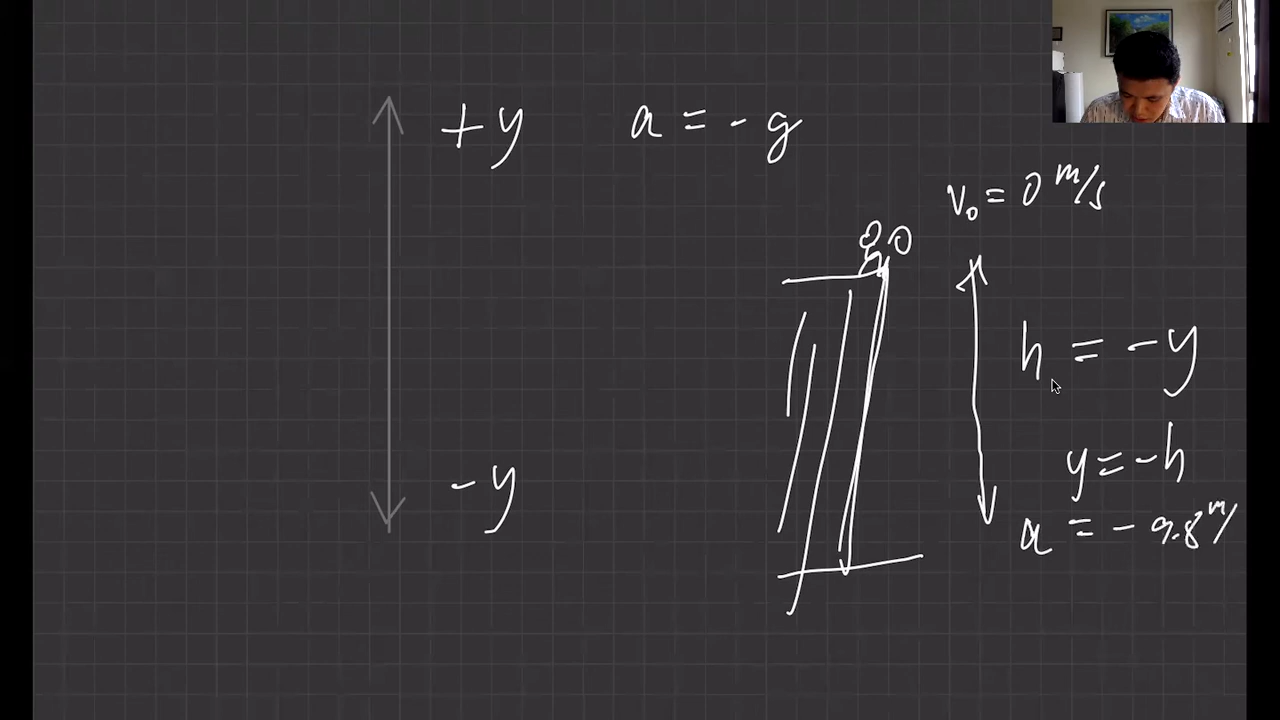 +y
a = -g
v₀ = 0 m/s
h = -y
y = -h
-y
a = - 9.8 m/